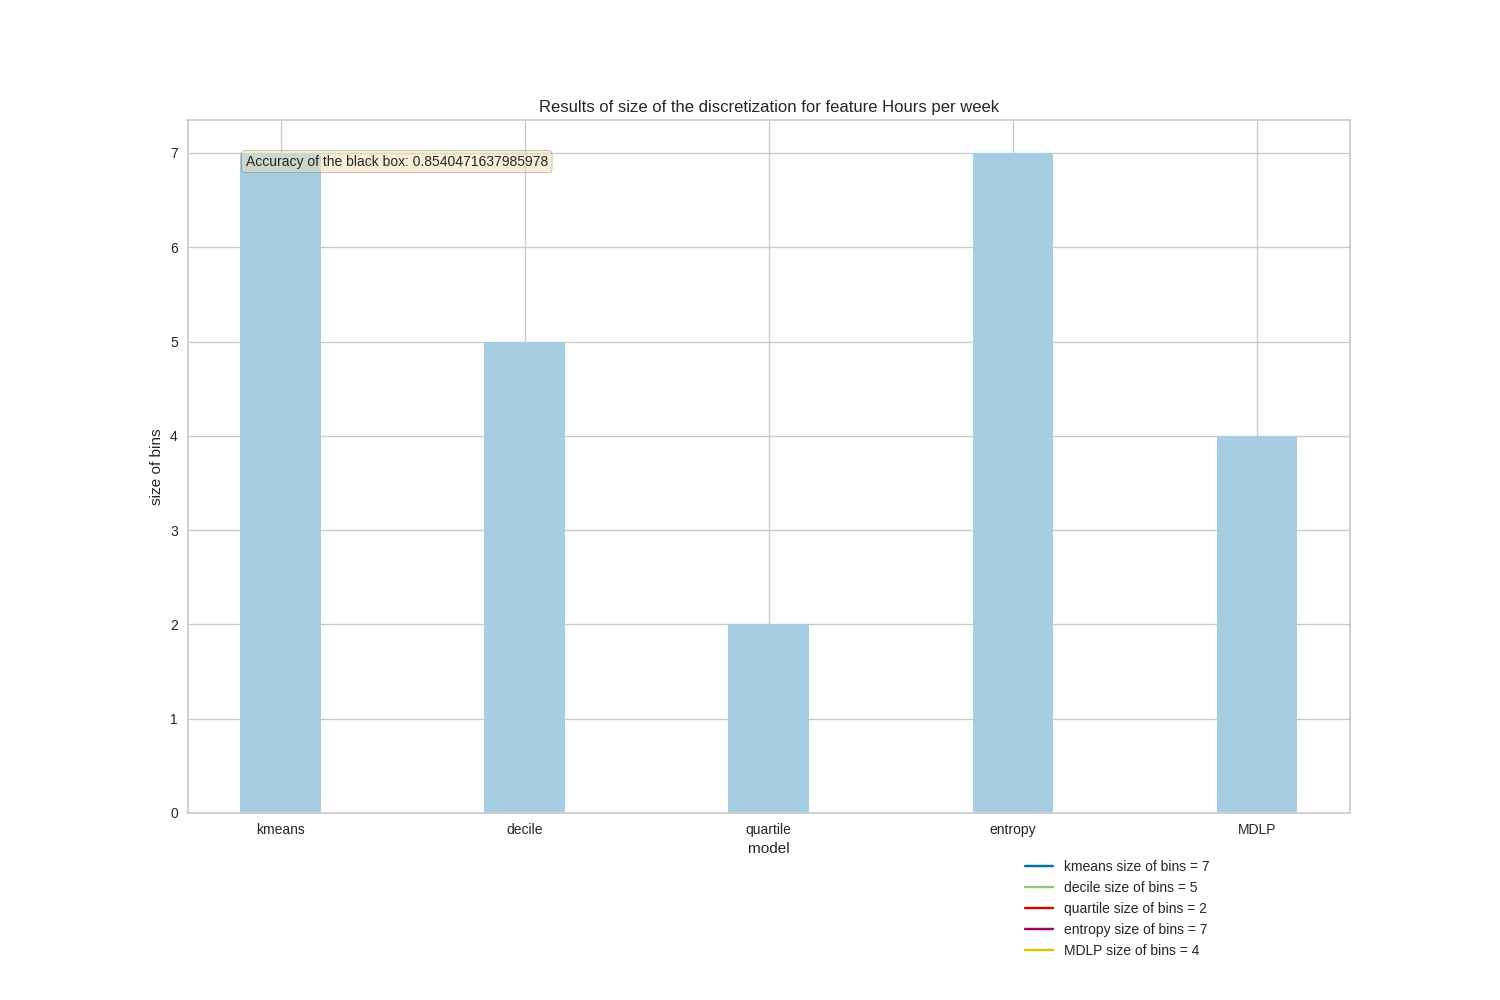 Results of size of the discretization for feature Hours per week
Accuracy of the black box: 0.8540471637985978
7
6
5
4
3
2
1
0
size of bins
kmeans
decile
quartile
entropy
MDLP
model
kmeans size of bins = 7
decile size of bins = 5
quartile size of bins = 2
entropy size of bins = 7
MDLP size of bins = 4